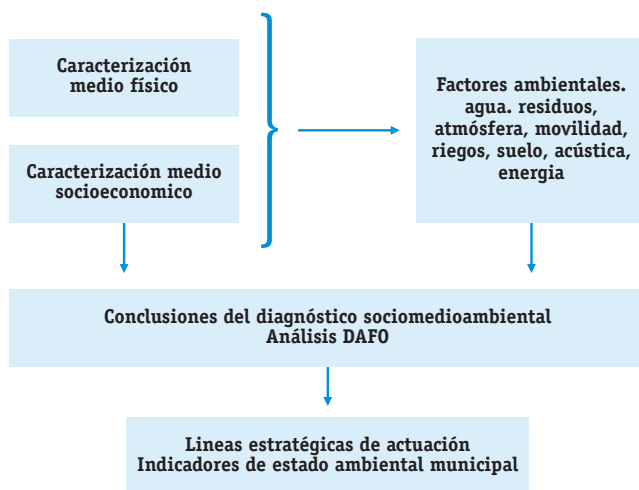 Caracterización
medio físico
Caracterización medio
socioeconomico
Factores ambientales.
agua. residuos,
atmósfera, movilidad,
riegos, suelo, acústica,
energia
Conclusiones del diagnóstico sociomedioambiental
Análisis DAFO
Lineas estratégicas de actuación
Indicadores de estado ambiental municipal